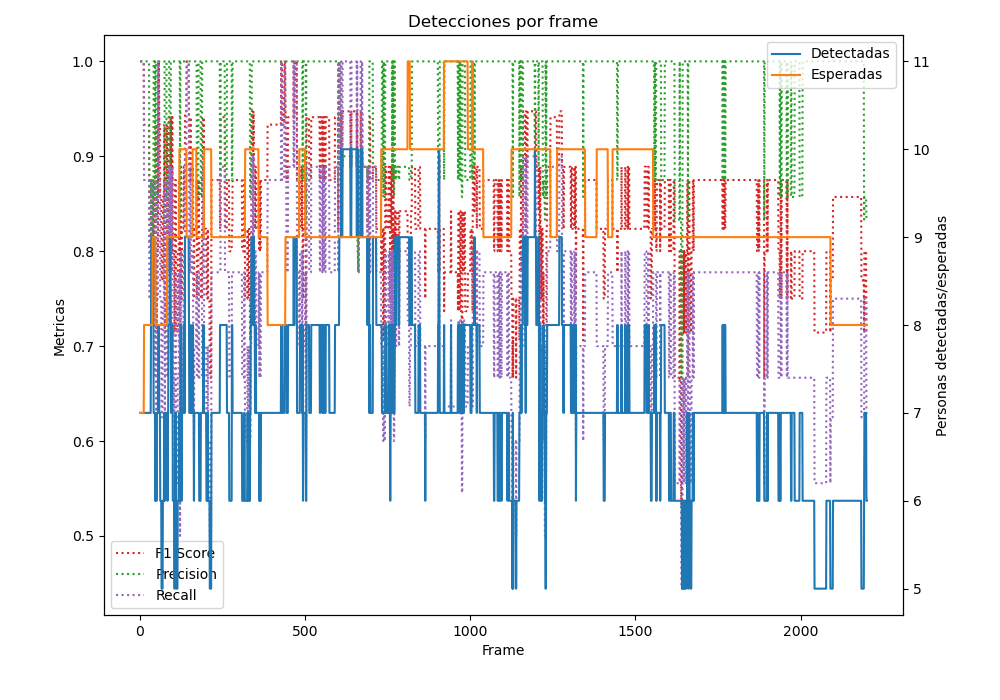 Detecciones por frame
Detectadas
Esperadas
1.0
0.9
0.8
0.7
0.6
0.5
Metricas
11
10
9
8
7
6
5
Personas detectadas/esperadas
F1 Score
Precision
Recall
0
500
1000
1500
2000
Frame